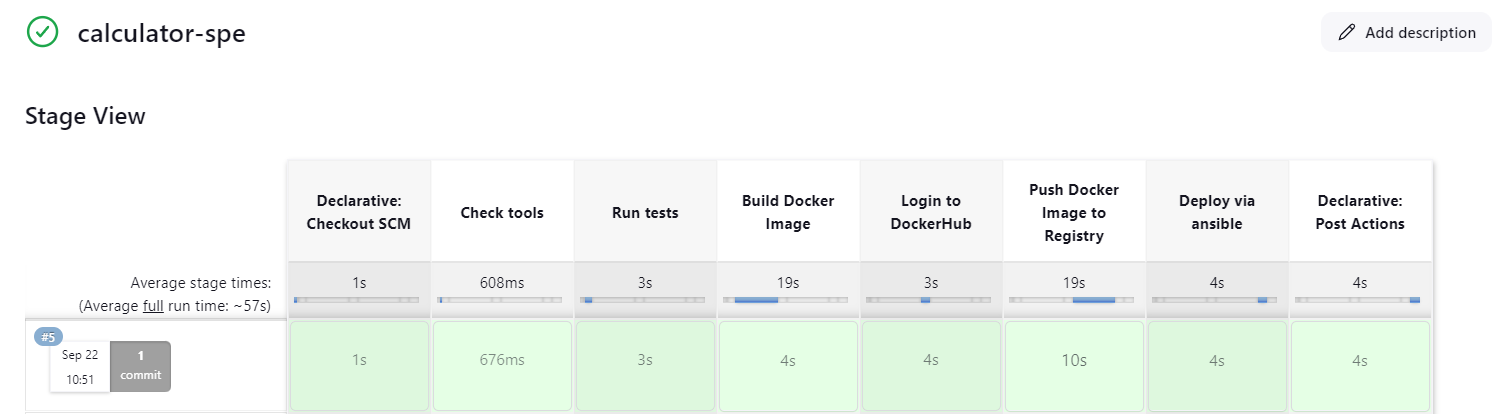 calculator-spe
Add description
Stage View
Declarative:
Checkout SCM
Check tools
Run tests
Build Docker
Image
Login to
DockerHub
Push Docker
Image to
Registry
Deploy via
ansible
Declarative:
Post Actions
Average stage times:
(Average full run time: ~57s)
1s
608ms
3s
19s
3s
19s
4s
4s
#5
Sep 22
10:51
1
commit
1s
676ms
3s
4s
4s
10s
4s
4s